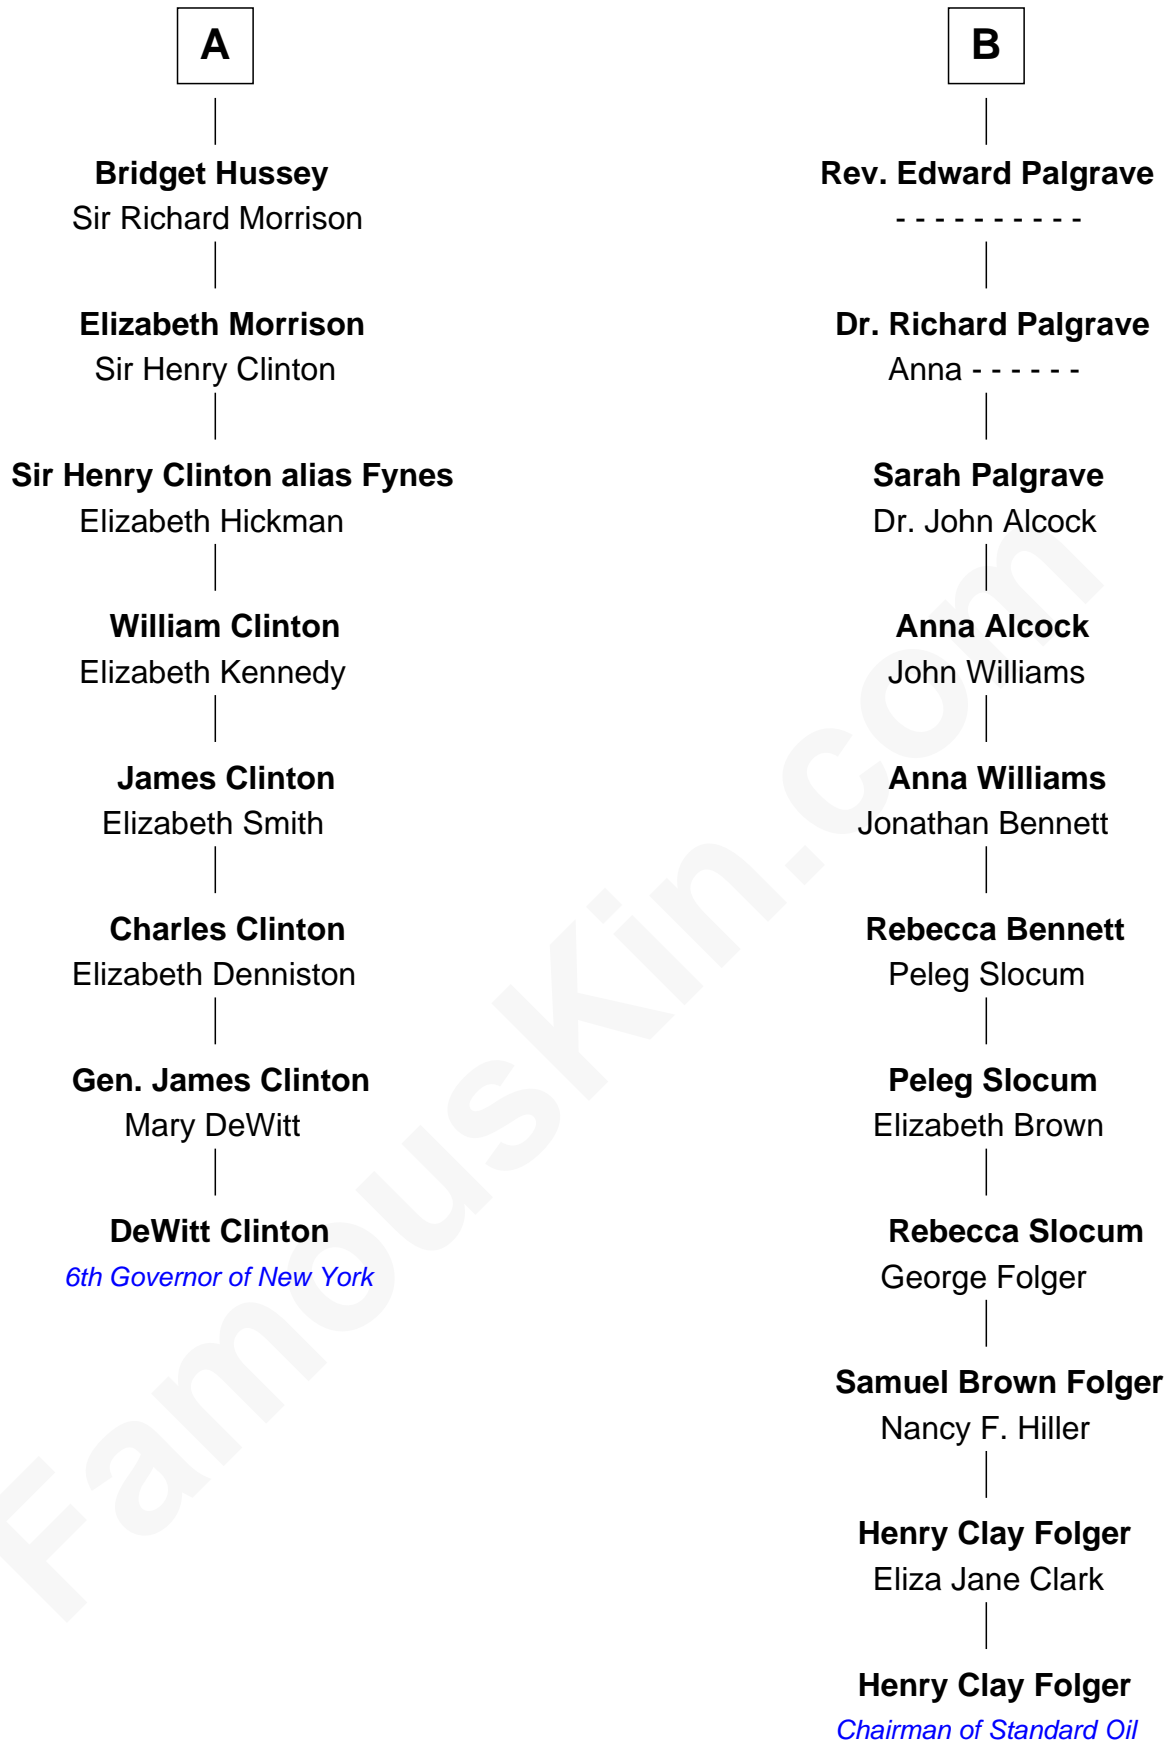 A
Bridget Hussey
Sir Richard Morrison
Elizabeth Morrison
Sir Henry Clinton
Sir Henry Clinton alias Fynes
Elizabeth Hickman
William Clinton
Elizabeth Kennedy
James Clinton
Elizabeth Smith
Charles Clinton
Elizabeth Denniston
Gen. James Clinton
Mary DeWitt
DeWitt Clinton
6th Governor of New York
B
Rev. Edward Palgrave
- - - - - - - - - -
Dr. Richard Palgrave
Anna - - - - - -
Sarah Palgrave
Dr. John Alcock
Anna Alcock
John Williams
Anna Williams
Jonathan Bennett
Rebecca Bennett
Peleg Slocum
Peleg Slocum
Elizabeth Brown
Rebecca Slocum
George Folger
Samuel Brown Folger
Nancy F. Hiller
Henry Clay Folger
Eliza Jane Clark
Henry Clay Folger
Chairman of Standard Oil
FamousKin.com